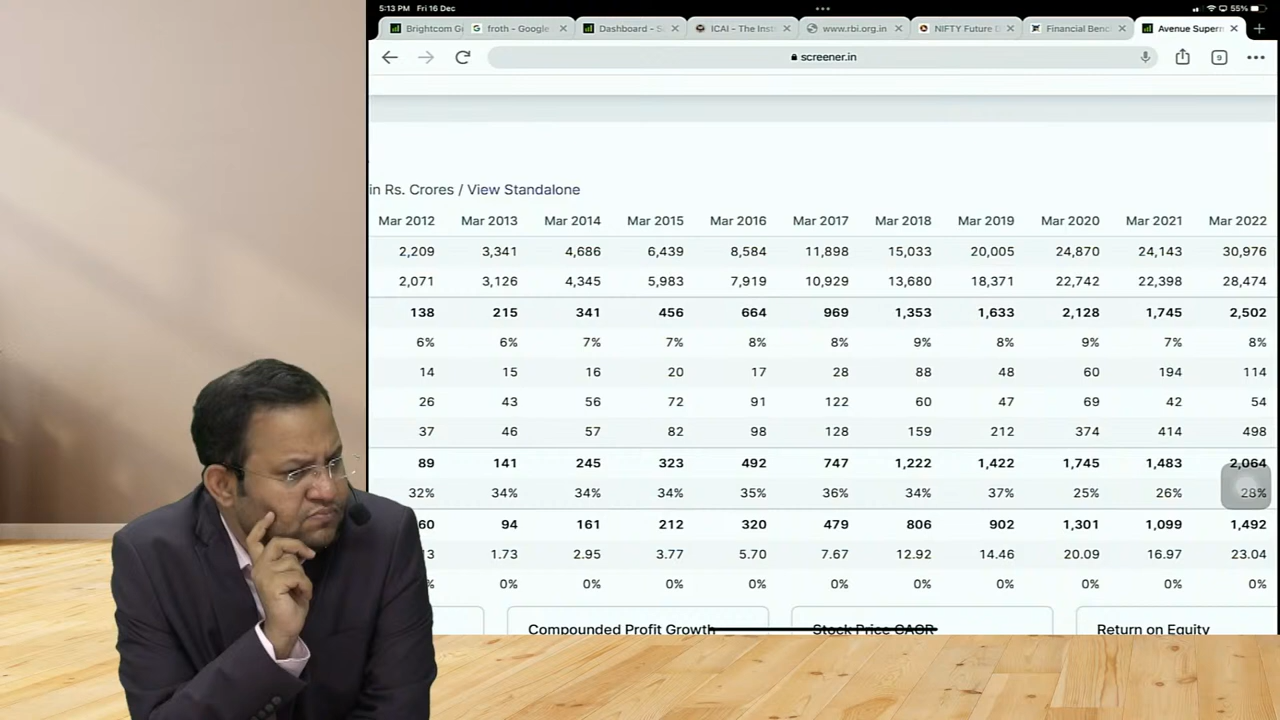 5:13 PM Fri 16 Dec
55%
Brightcom G froth - Google Dashboard - S ICAI - The Inst www.rbi.org.in NIFTY Future Financial Benc Avenue Superm
screener.in 9
in Rs. Crores / View Standalone
Mar 2012 Mar 2013 Mar 2014 Mar 2015 Mar 2016 Mar 2017 Mar 2018 Mar 2019 Mar 2020 Mar 2021 Mar 2022
2,209 3,341 4,686 6,439 8,584 11,898 15,033 20,005 24,870 24,143 30,976
2,071 3,126 4,345 5,983 7,919 10,929 13,680 18,371 22,742 22,398 28,474
138 215 341 456 664 969 1,353 1,633 2,128 1,745 2,502
6% 6% 7% 7% 8% 8% 9% 8% 9% 7% 8%
14 15 16 20 17 28 88 48 60 194 114
26 43 56 72 91 122 60 47 69 42 54
37 46 57 82 98 128 159 212 374 414 498
89 141 245 323 492 747 1,222 1,422 1,745 1,483 2,064
32% 34% 34% 34% 35% 36% 34% 37% 25% 26% 28%
60 94 161 212 320 479 806 902 1,301 1,099 1,492
3 1.73 2.95 3.77 5.70 7.67 12.92 14.46 20.09 16.97 23.04
% 0% 0% 0% 0% 0% 0% 0% 0% 0% 0%
Compounded Profit Growth Stock Price CAGR Return on Equity